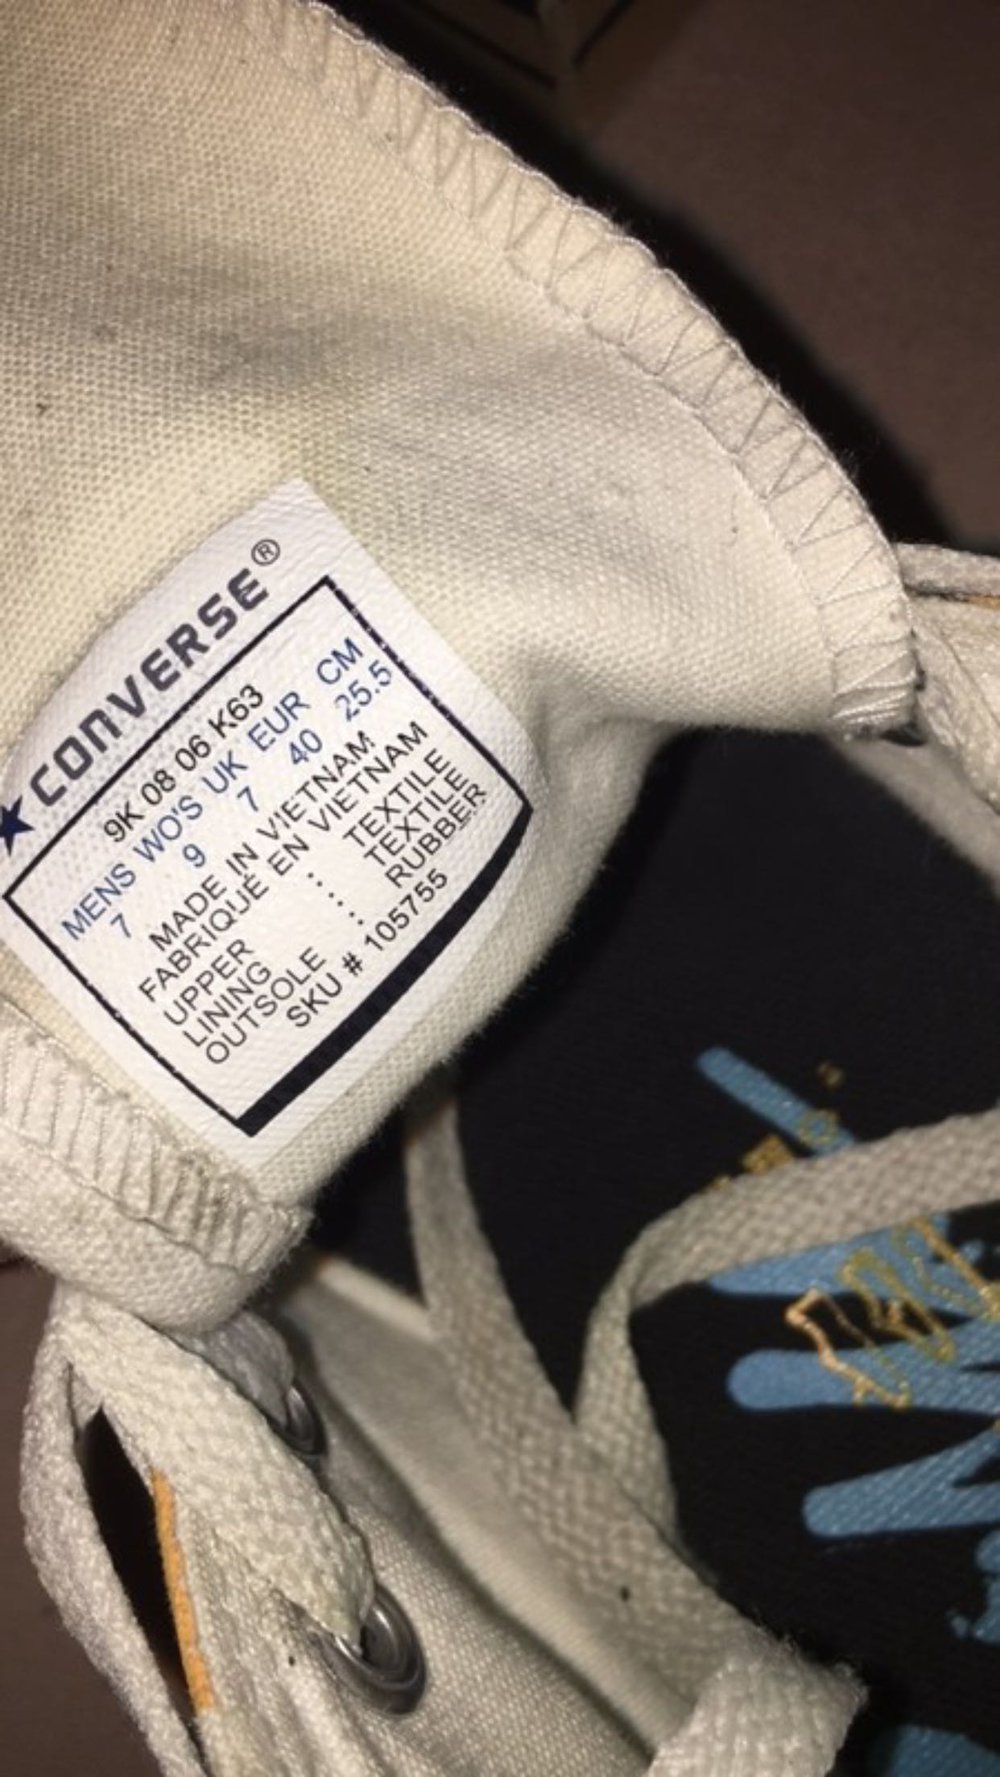 CONVERSE®
9K 08 06 K63
MENS WO'S UK EUR CM
7 9 7 40 25.5
MADE IN VIETNAM
FABRIQUÉ EN VIETNAM
UPPER ..... TEXTILE
LINING ..... TEXTILE
OUTSOLE RUBBER
SKU # 105755